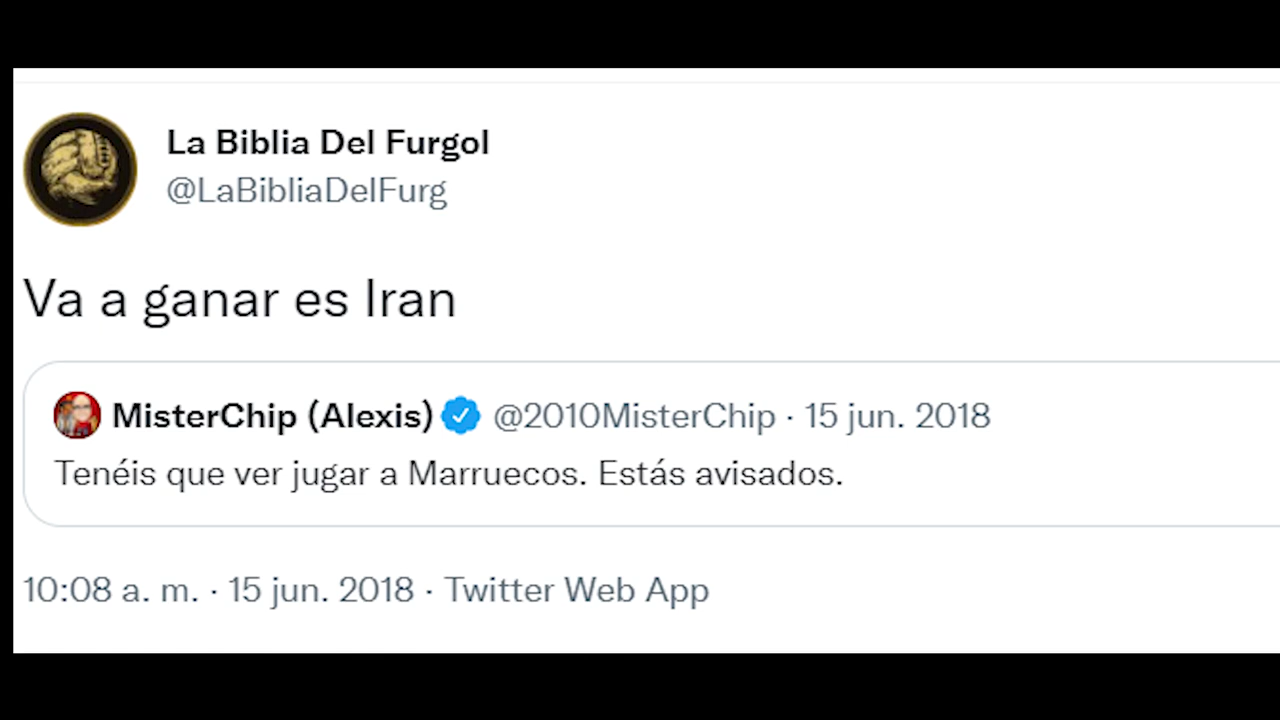 La Biblia Del Furgol
@LaBibliaDelFurg
Va a ganar es Iran
MisterChip (Alexis) @2010MisterChip · 15 jun. 2018
Tenéis que ver jugar a Marruecos. Estás avisados.
10:08 a. m. · 15 jun. 2018 · Twitter Web App